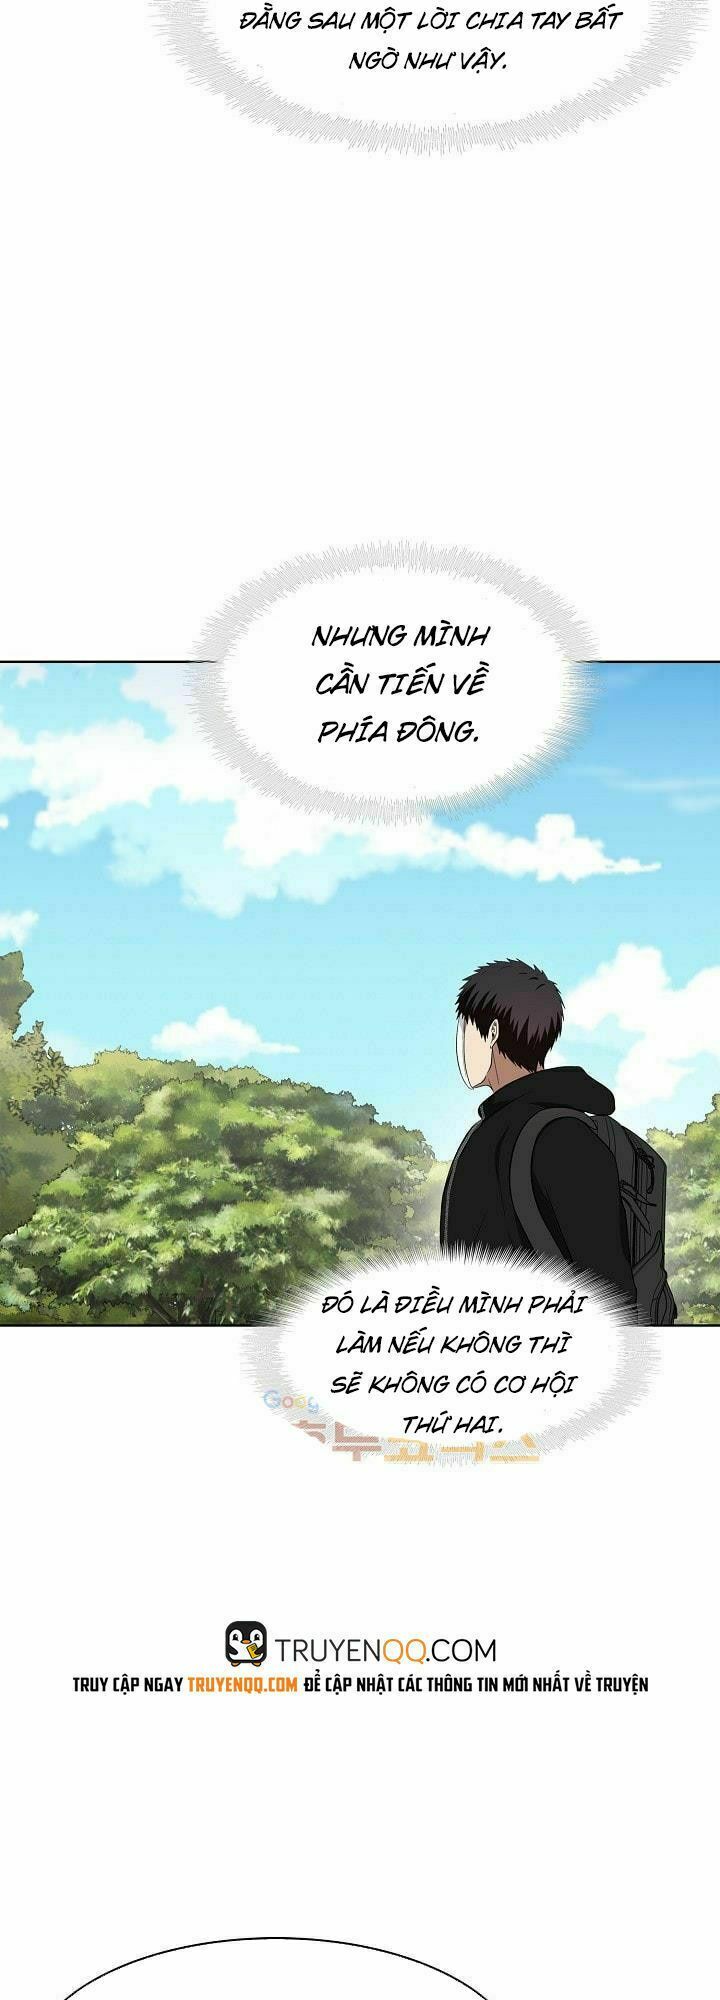 ĐẰNG SAU MỘT LỜI CHIA TAY BẤT
NGỜ NHƯ VẬY.
NHƯNG MÌNH
CẦN TIẾN VỀ
PHÍA ĐÔNG.
ĐÓ LÀ ĐIỀU MÌNH PHẢI
LÀM NẾU KHÔNG THÌ
SẼ KHÔNG CÓ CƠ HỘI
THỨ HAI.
Goog
TRUYENQQ.COM
TRUY CẬP NGAY TRUYENQQ.COM ĐỂ CẬP NHẬT CÁC THÔNG TIN MỚI NHẤT VỀ TRUYỆN